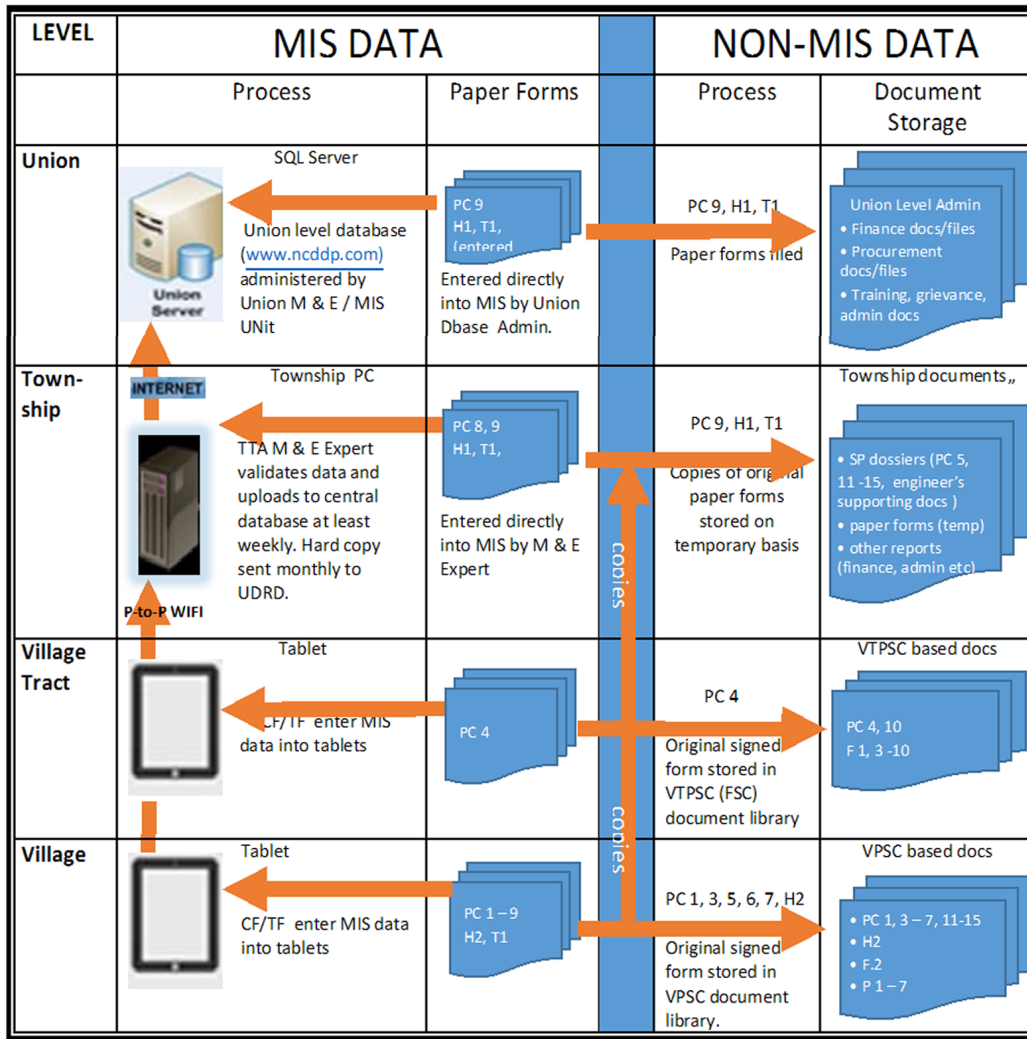 LEVEL
MIS DATA
NON-MIS DATA
Process
Paper Forms
Process
Document
Storage
Union
SQL Server
Union level database
(www.ncddp.com)
administered by
Union M & E / MIS
UNit
Union
Server
PC 9
H1, T1,
(entered
Entered directly
into MIS by Union
Dbase Admin.
PC 9, H1, T1
Paper forms filed
Union Level Admin
• Finance docs/files
• Procurement
docs/files
• Training, grievance,
admin docs
Town-
ship
INTERNET
Township PC
TTA M & E Expert
validates data and
uploads to central
database at least
weekly. Hard copy
sent monthly to
UDRD.
P-to-P WIFI
PC 8, 9
H1, T1,
Entered directly
into MIS by M & E
Expert
copies
PC 9, H1, T1
Copies of original
paper forms
stored on
temporary basis
Township documents,,
• SP dossiers (PC 5,
11 -15, engineer's
supporting docs )
• paper forms (temp)
• other reports
(finance, admin etc)
Village
Tract
Tablet
CF/TF enter MIS
data into tablets
PC 4
PC 4
Original signed
form stored in
VTPSC (FSC)
document library
VTPSC based docs
PC 4, 10
F 1, 3 -10
Village
Tablet
CF/TF enter MIS data
into tablets
PC 1 – 9
H2, T1
copies
PC 1, 3, 5, 6, 7, H2
Original signed
form stored in
VPSC document
library.
VPSC based docs
• PC 1, 3 – 7, 11-15
• H2
• F.2
• P 1 – 7